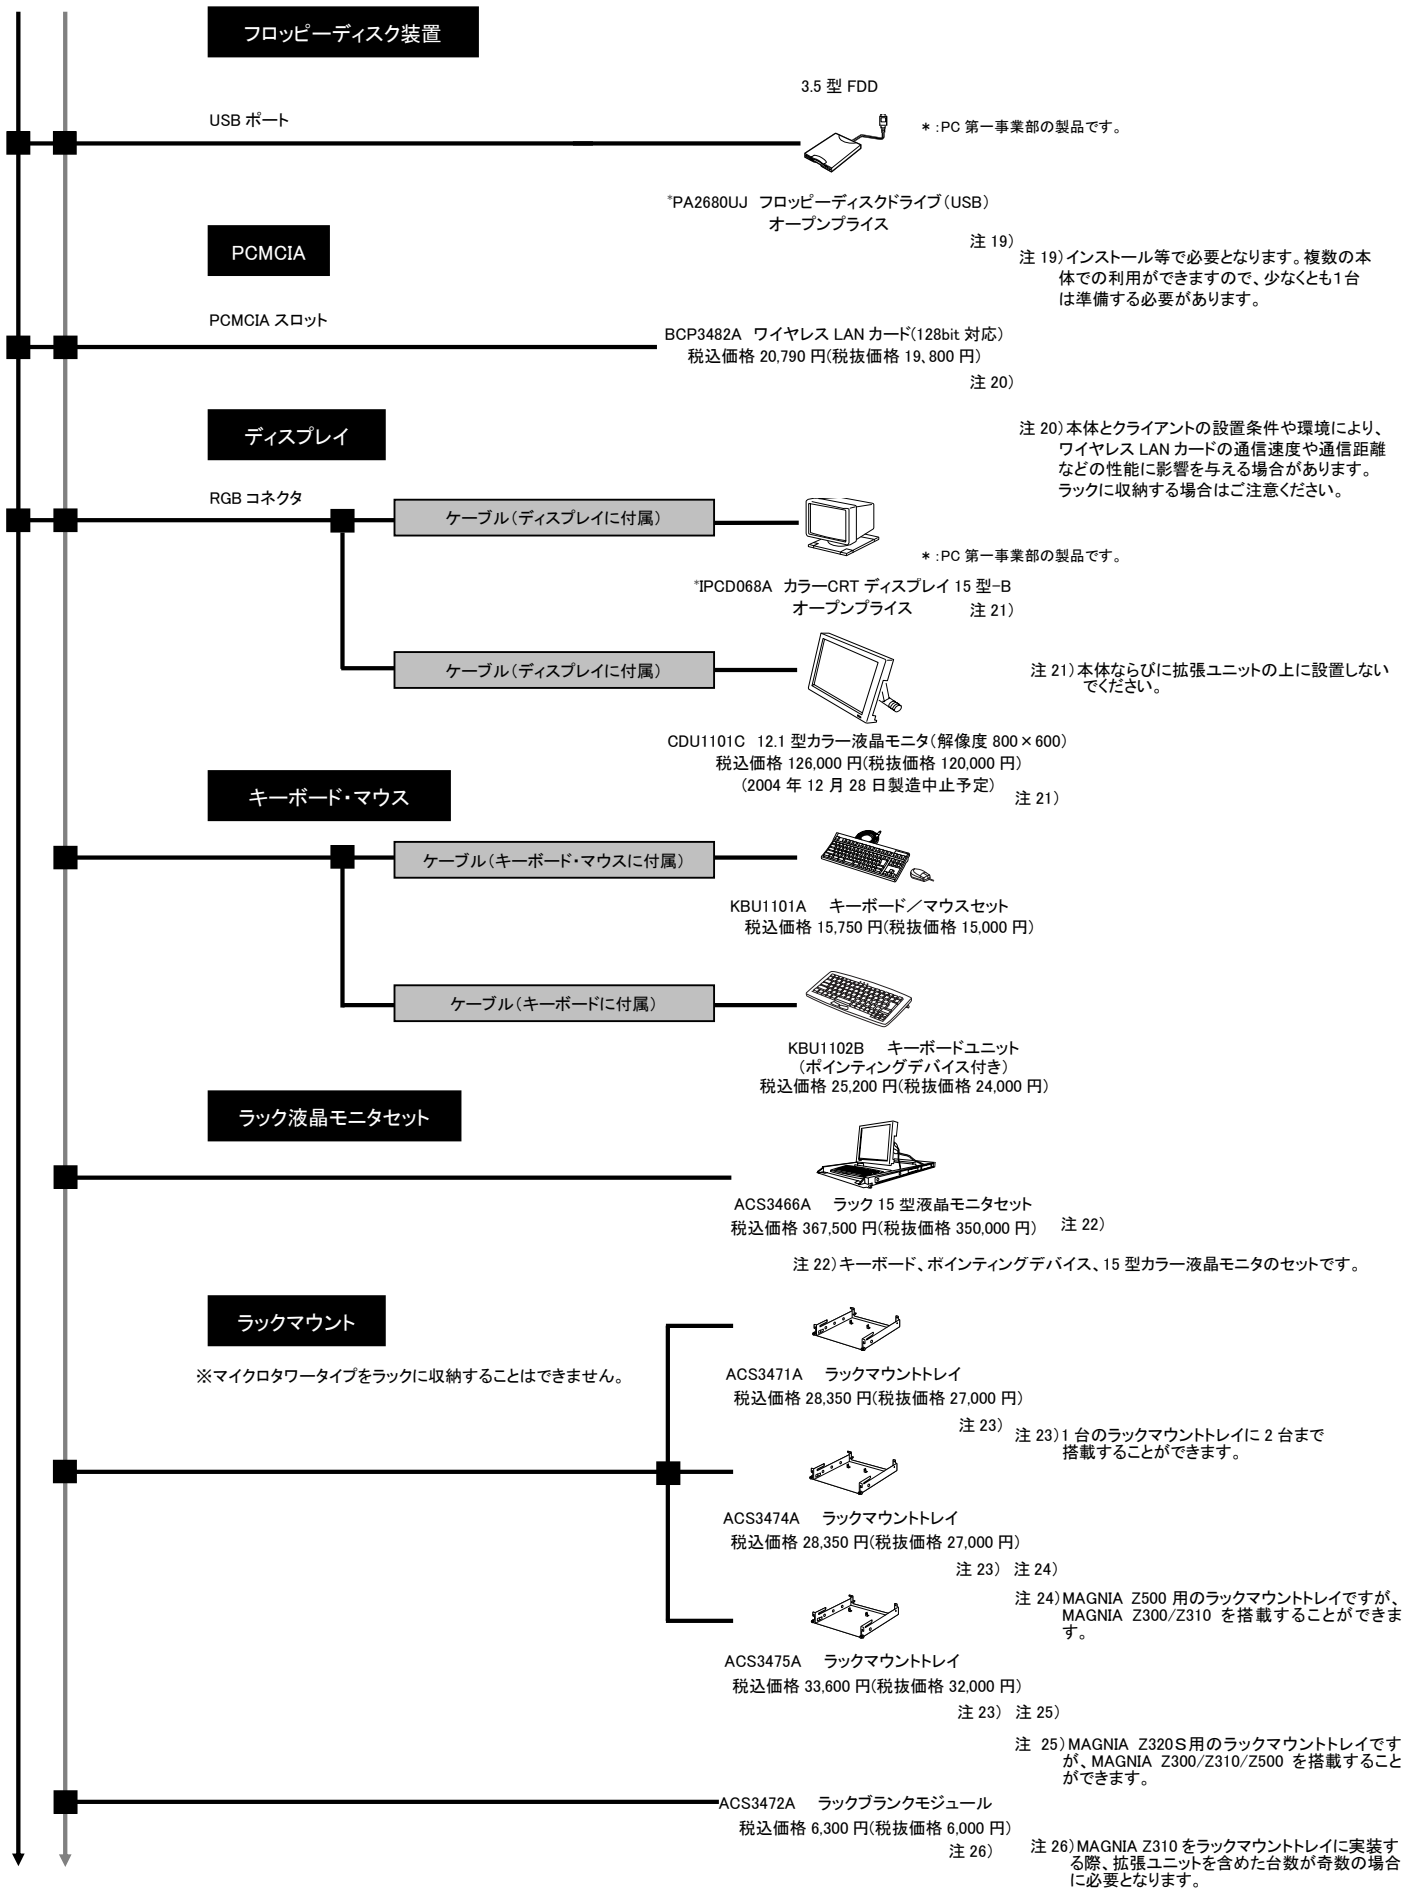 フロッピーディスク装置
3.5 型 FDD
USB ポート
＊：PC 第一事業部の製品です。
*PA2680UJ フロッピーディスクドライブ（USB）
オープンプライス
注 19）
PCMCIA
注 19）インストール等で必要となります。複数の本
体での利用ができますので、少なくとも１台
は準備する必要があります。
PCMCIA スロット
BCP3482A ワイヤレス LAN カード(128bit 対応)
税込価格 20,790 円(税抜価格 19、800 円)
注 20）
ディスプレイ
注 20）本体とクライアントの設置条件や環境により、
ワイヤレス LAN カードの通信速度や通信距離
などの性能に影響を与える場合があります。
ラックに収納する場合はご注意ください。
RGB コネクタ
ケーブル（ディスプレイに付属）
＊：PC 第一事業部の製品です。
*IPCD068A カラーCRT ディスプレイ 15 型-B
オープンプライス 注 21）
ケーブル（ディスプレイに付属）
注 21）本体ならびに拡張ユニットの上に設置しない
でください。
CDU1101C 12.1 型カラー液晶モニタ（解像度 800×600）
税込価格 126,000 円(税抜価格 120,000 円)
(2004 年 12 月 28 日製造中止予定) 注 21）
キーボード・マウス
ケーブル（キーボード・マウスに付属）
KBU1101A キーボード／マウスセット
税込価格 15,750 円(税抜価格 15,000 円)
ケーブル（キーボードに付属）
KBU1102B キーボードユニット
（ポインティングデバイス付き）
税込価格 25,200 円(税抜価格 24,000 円)
ラック液晶モニタセット
ACS3466A ラック 15 型液晶モニタセット
税込価格 367,500 円(税抜価格 350,000 円) 注 22）
注 22）キーボード、ポインティングデバイス、15 型カラー液晶モニタのセットです。
ラックマウント
※マイクロタワータイプをラックに収納することはできません。
ACS3471A ラックマウントトレイ
税込価格 28,350 円(税抜価格 27,000 円)
注 23）
注 23）1 台のラックマウントトレイに 2 台まで
搭載することができます。
ACS3474A ラックマウントトレイ
税込価格 28,350 円(税抜価格 27,000 円)
注 23） 注 24）
注 24）MAGNIA Z500 用のラックマウントトレイですが、
MAGNIA Z300/Z310 を搭載することができま
す。
ACS3475A ラックマウントトレイ
税込価格 33,600 円(税抜価格 32,000 円)
注 23） 注 25）
注 25）MAGNIA Z320Ｓ用のラックマウントトレイです
が、MAGNIA Z300/Z310/Z500 を搭載すること
ができます。
ACS3472A ラックブランクモジュール
税込価格 6,300 円(税抜価格 6,000 円)
注 26）
注 26）MAGNIA Z310 をラックマウントトレイに実装す
る際、拡張ユニットを含めた台数が奇数の場合
に必要となります。